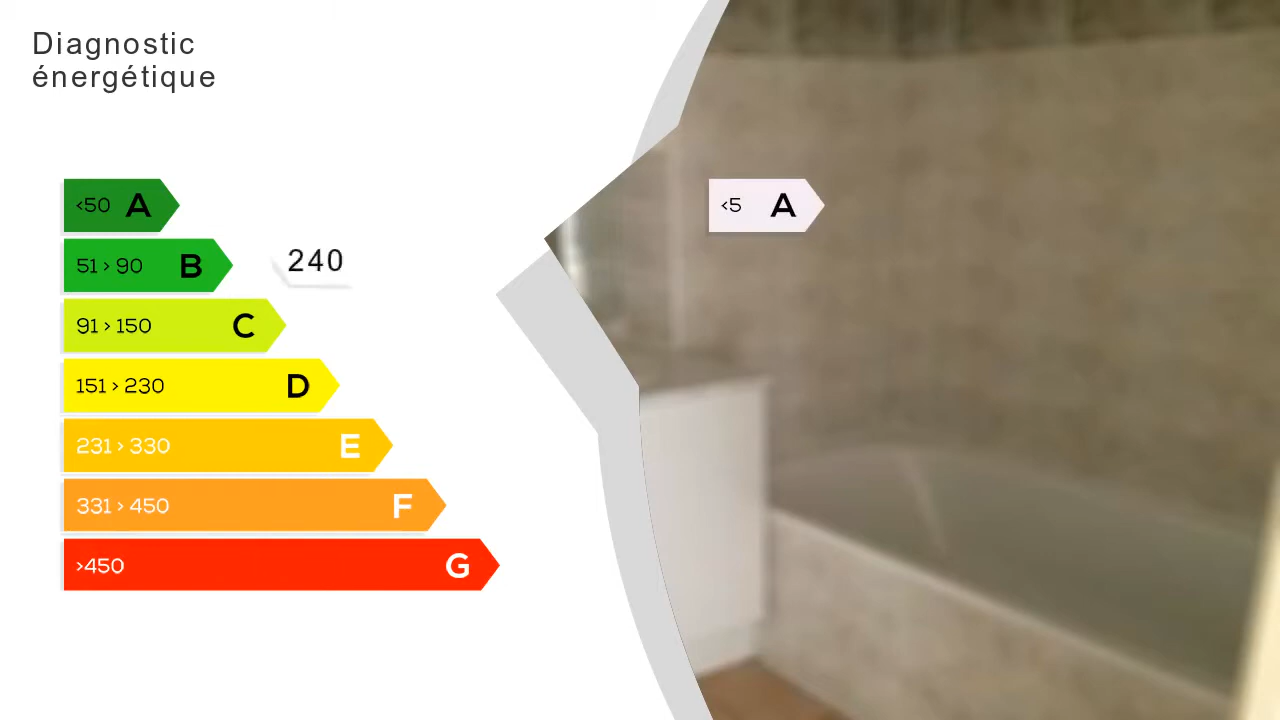 Diagnostic
énergétique
<50 A
51 > 90 B
240
91 > 150 C
151 > 230 D
231 > 330 E
331 > 450 F
>450 G
<5 A